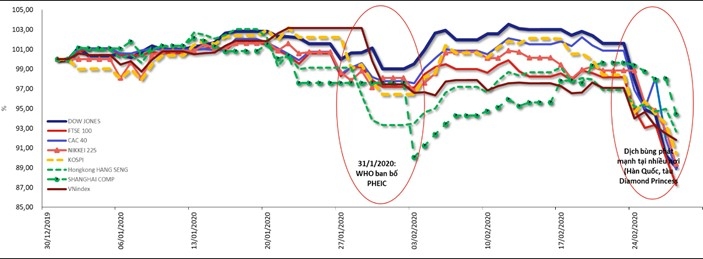 105,00
103,00
101,00
99,00
97,00
95,00
93,00
91,00
89,00
87,00
85,00
%
DOW JONES
FTSE 100
CAC 40
NIKKEI 225
KOSPI
Hongkong HANG SENG
SHANGHAI COMP
VNindex
31/1/2020:
WHO ban bố
PHEIC
Dịch bùng phát
mạnh tại nhiều nơi
(Hàn Quốc, tàu
Diamond Princess
30/12/2019
06/01/2020
13/01/2020
20/01/2020
27/01/2020
03/02/2020
10/02/2020
17/02/2020
24/02/2020